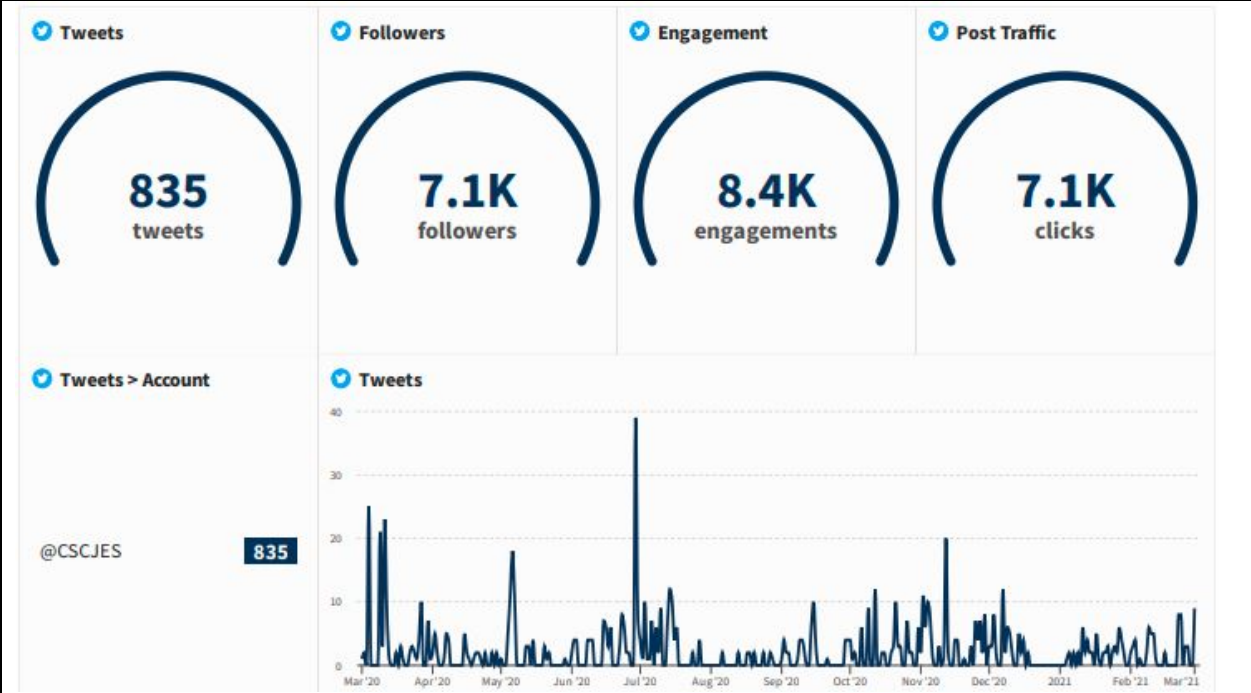 Tweets
Followers
Engagement
Post Traffic
835
tweets
7.1K
followers
8.4K
engagements
7.1K
clicks
Tweets > Account
@CSCJES 835
Tweets
40
30
20
10
0
Mar'20 Apr'20 May'20 Jun '20 Jul'20 Aug'20 Sep '20 Oct'20 Nov'20 Dec'20 2021 Feb '21 Mar'21